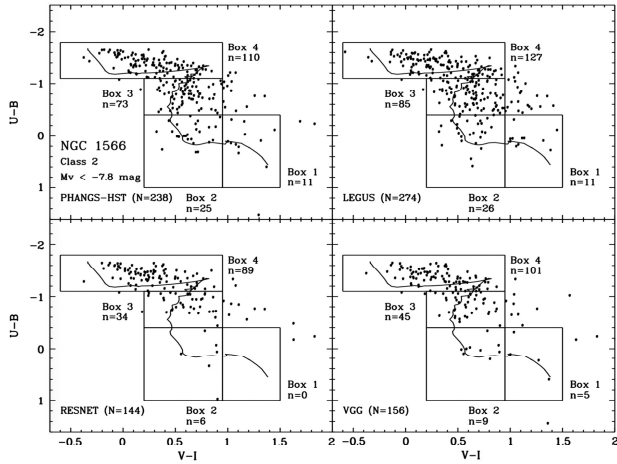 -2
-1
0
1
U-B
Box 4
n=110
Box 3
n=73
NGC 1566
Class 2
Mv < -7.8 mag
PHANGS-HST (N=238)
Box 2
n=25
Box 1
n=11
Box 4
n=127
Box 3
n=85
LEGUS (N=274)
Box 2
n=26
Box 1
n=11
-2
-1
0
1
U-B
Box 4
n=89
Box 3
n=34
RESNET (N=144)
Box 2
n=6
Box 1
n=0
Box 4
n=101
Box 3
n=45
VGG (N=156)
Box 2
n=9
Box 1
n=5
-0.5 0 0.5 1 1.5 2
V-I
-0.5 0 0.5 1 1.5 2
V-I